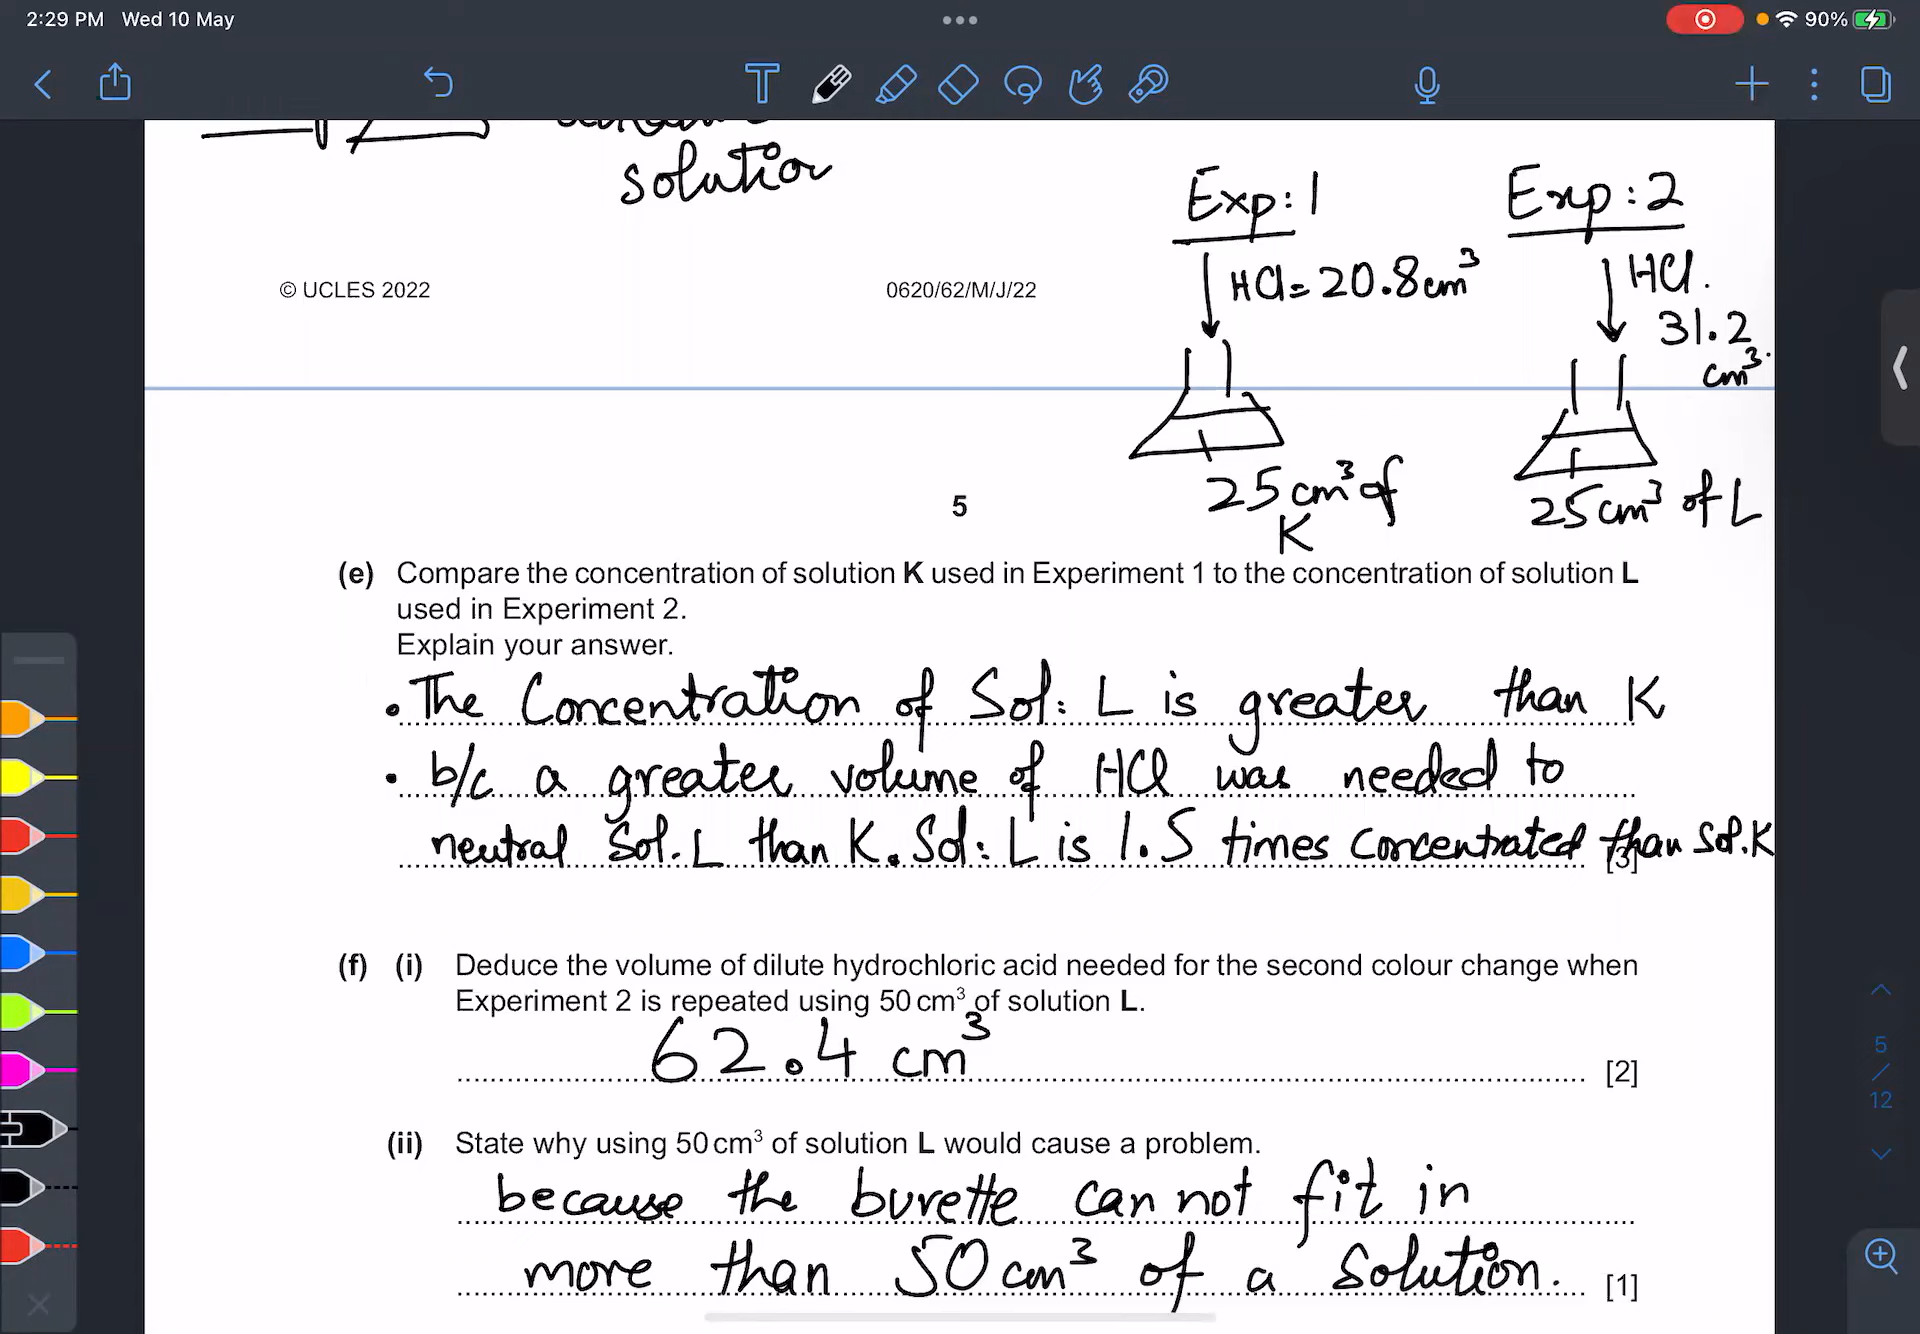 2:29 PM Wed 10 May
90%
solution
Exp: 1
Exp: 2
HCl = 20.8 cm³
HCl.
31.2
cm³.
© UCLES 2022
0620/62/M/J/22
25 cm³ of
K
25 cm³ of L
5
(e) Compare the concentration of solution K used in Experiment 1 to the concentration of solution L
used in Experiment 2.
Explain your answer.
• The Concentration of Sol: L is greater than K
• b/c a greater volume of HCl was needed to
neutral Sol. L than K. Sol: L is 1.5 times concentrated than Sol. K
[3]
(f) (i) Deduce the volume of dilute hydrochloric acid needed for the second colour change when
Experiment 2 is repeated using 50 cm³ of solution L.
62.4 cm³
[2]
(ii) State why using 50 cm³ of solution L would cause a problem.
because the burette can not fit in
more than 50 cm³ of a solution.
[1]
5
/
12